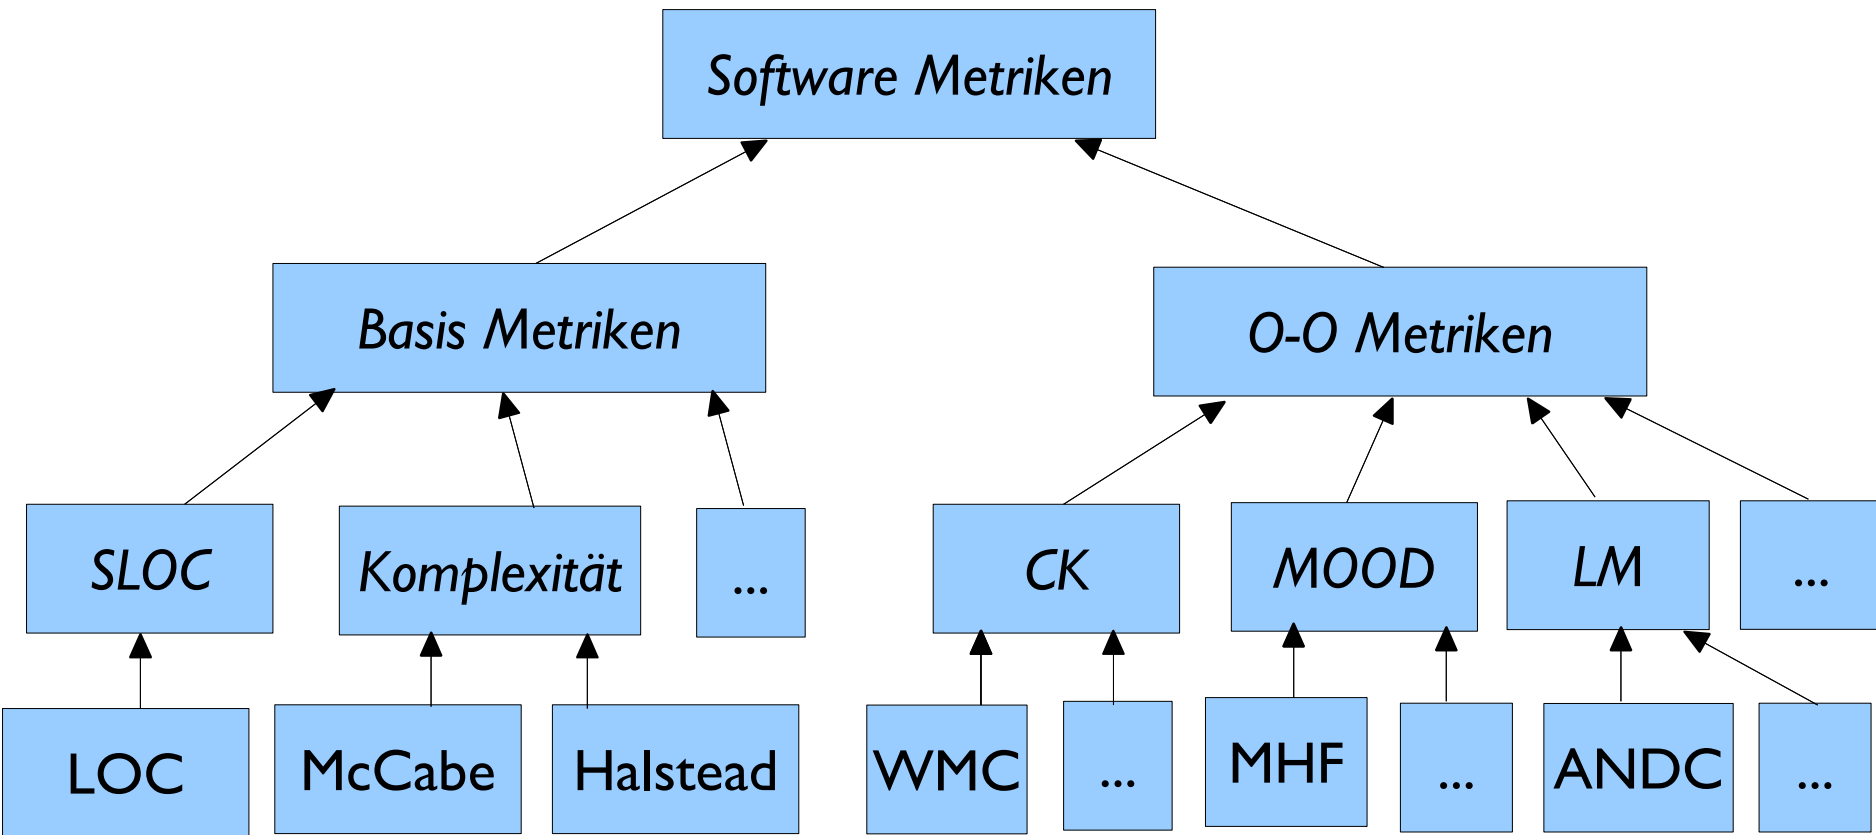 Software Metriken
Basis Metriken
O-O Metriken
SLOC
Komplexität
...
CK
MOOD
LM
...
LOC
McCabe
Halstead
WMC
...
MHF
...
ANDC
...